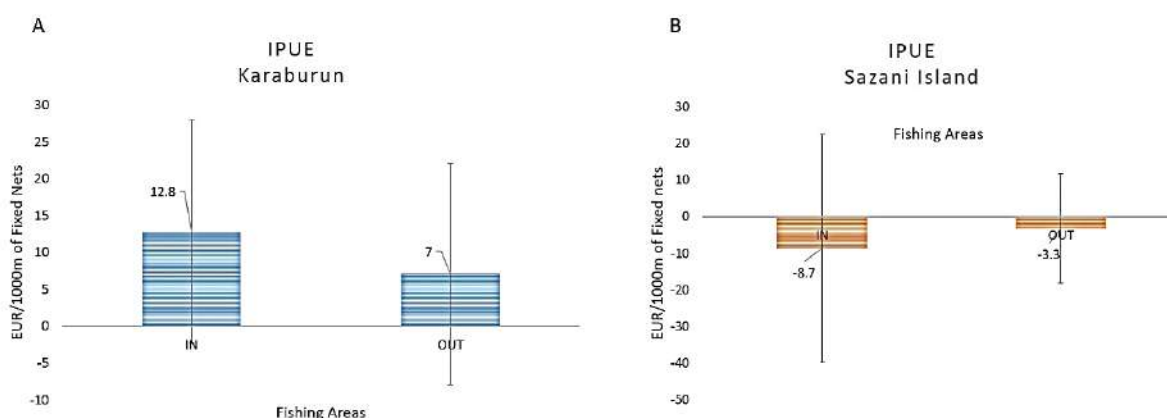 A
IPUE
Karaburun
EUR/1000m of Fixed Nets
30
25
20
15
10
5
0
-5
-10
12.8
7
IN
OUT
Fishing Areas
B
IPUE
Sazani Island
EUR/1000m of Fixed nets
30
20
10
0
-10
-20
-30
-40
-50
Fishing Areas
IN
OUT
-8.7
-3.3